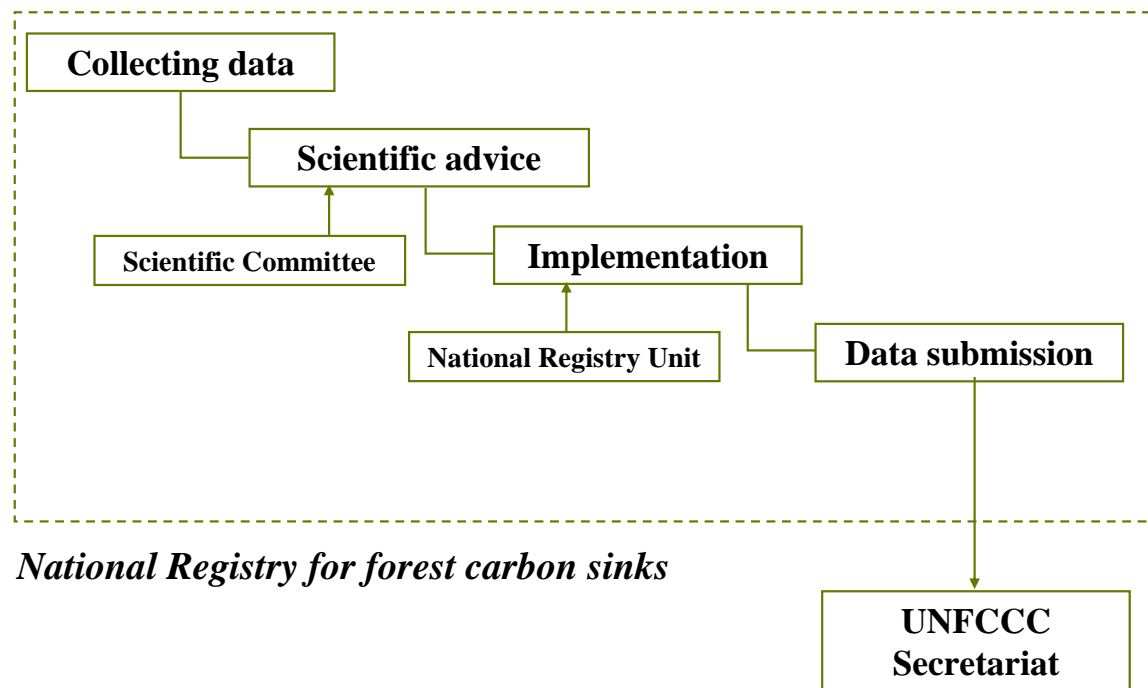 Collecting data
Scientific advice
Scientific Committee
Implementation
National Registry Unit
Data submission
National Registry for forest carbon sinks
UNFCCC
Secretariat